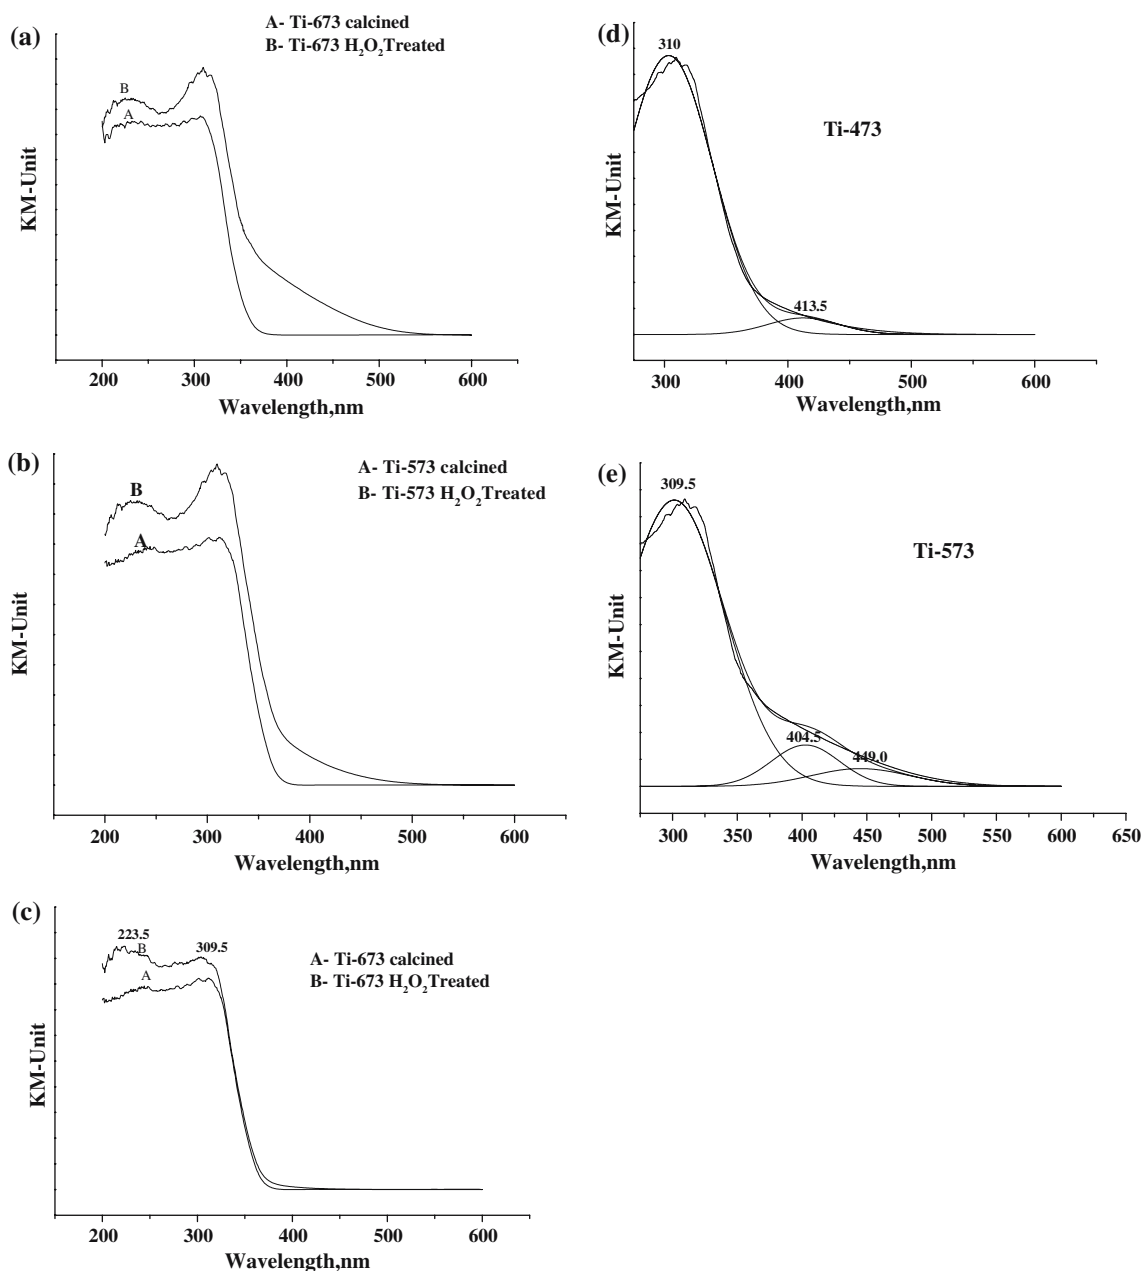 (a)
A- Ti-673 calcined
B- Ti-673 H₂O₂Treated
B
A
KM-Unit
200 300 400 500 600
Wavelength,nm
(d)
310
Ti-473
413.5
KM-Unit
300 400 500 600
Wavelength,nm
(b)
A- Ti-573 calcined
B- Ti-573 H₂O₂Treated
B
A
KM-Unit
200 300 400 500 600
Wavelength,nm
(e)
309.5
Ti-573
404.5
449.0
KM-Unit
300 350 400 450 500 550 600 650
Wavelength,nm
(c)
223.5
309.5
B
A
A- Ti-673 calcined
B- Ti-673 H₂O₂Treated
KM-Unit
200 300 400 500 600
Wavelength,nm